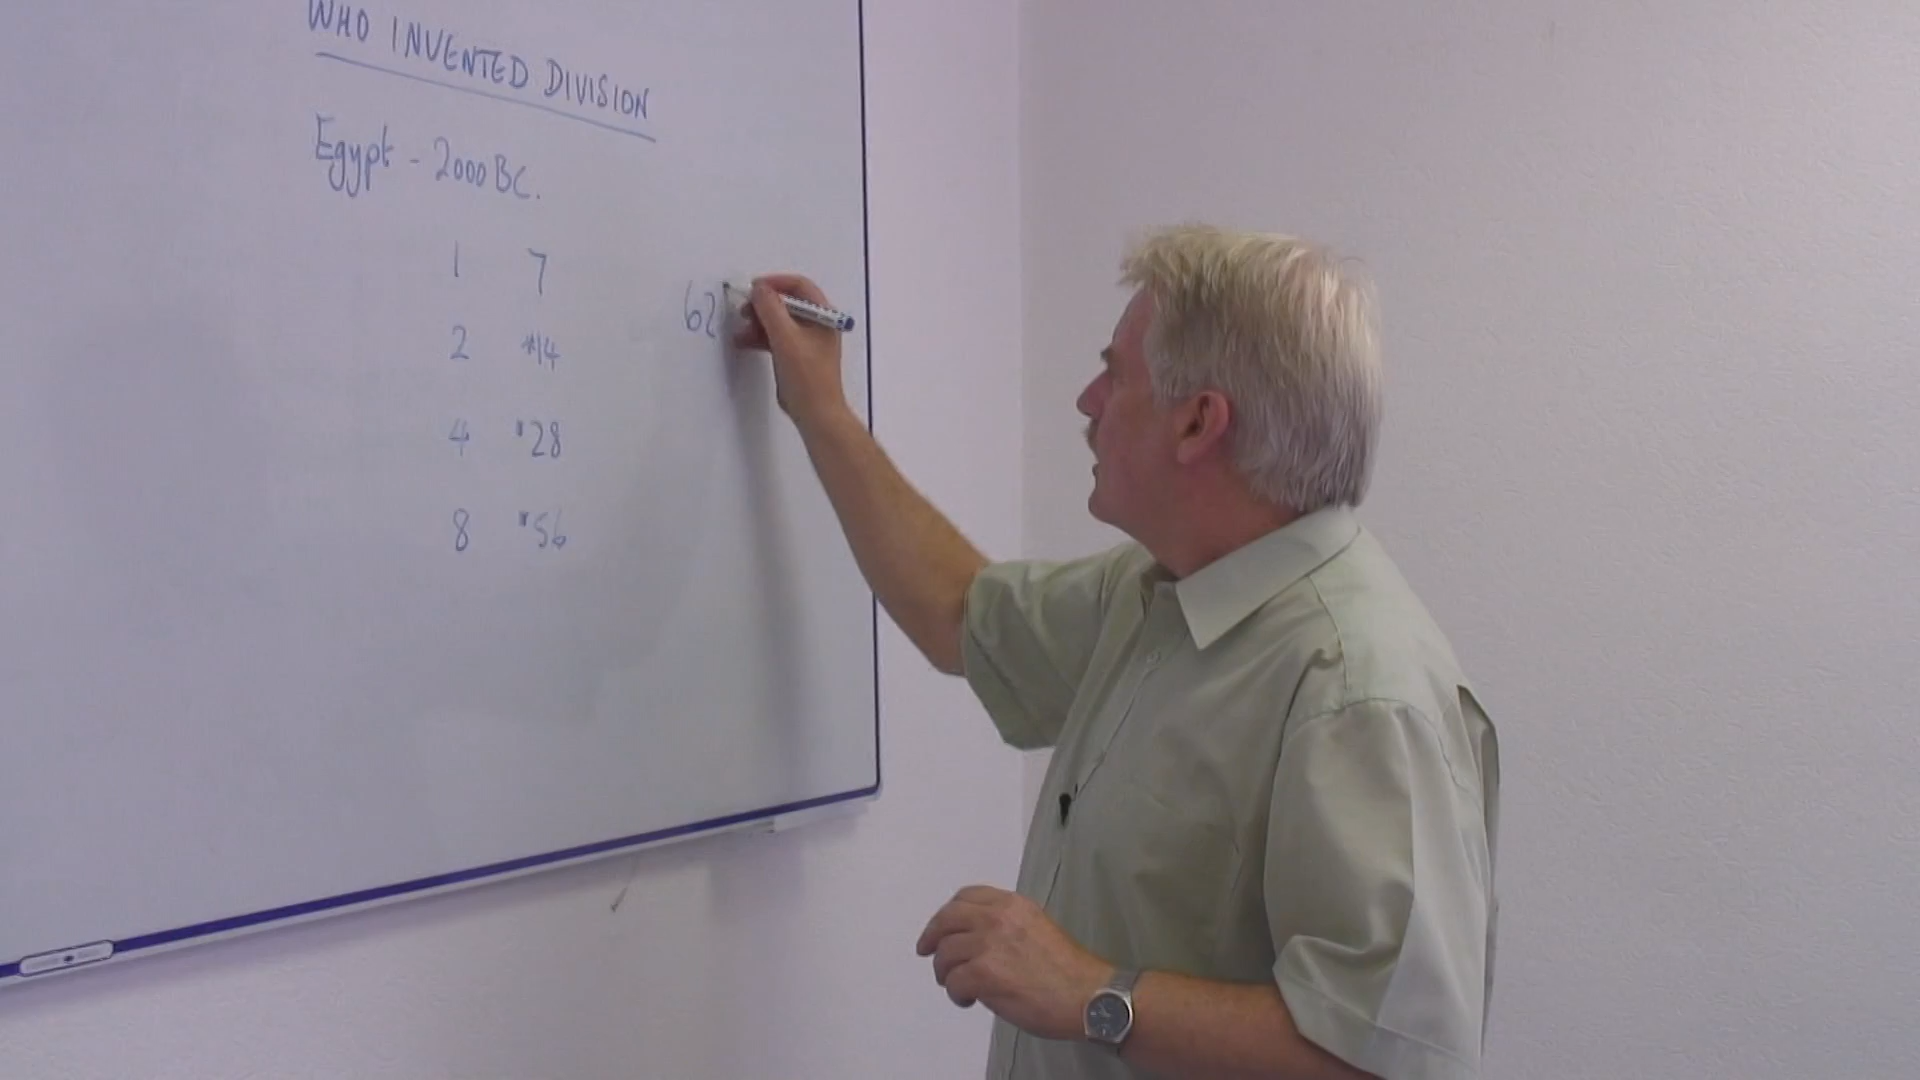 WHO INVENTED DIVISION
Egypt - 2000 BC.
1 7
62
2 *14
4 *28
8 *56